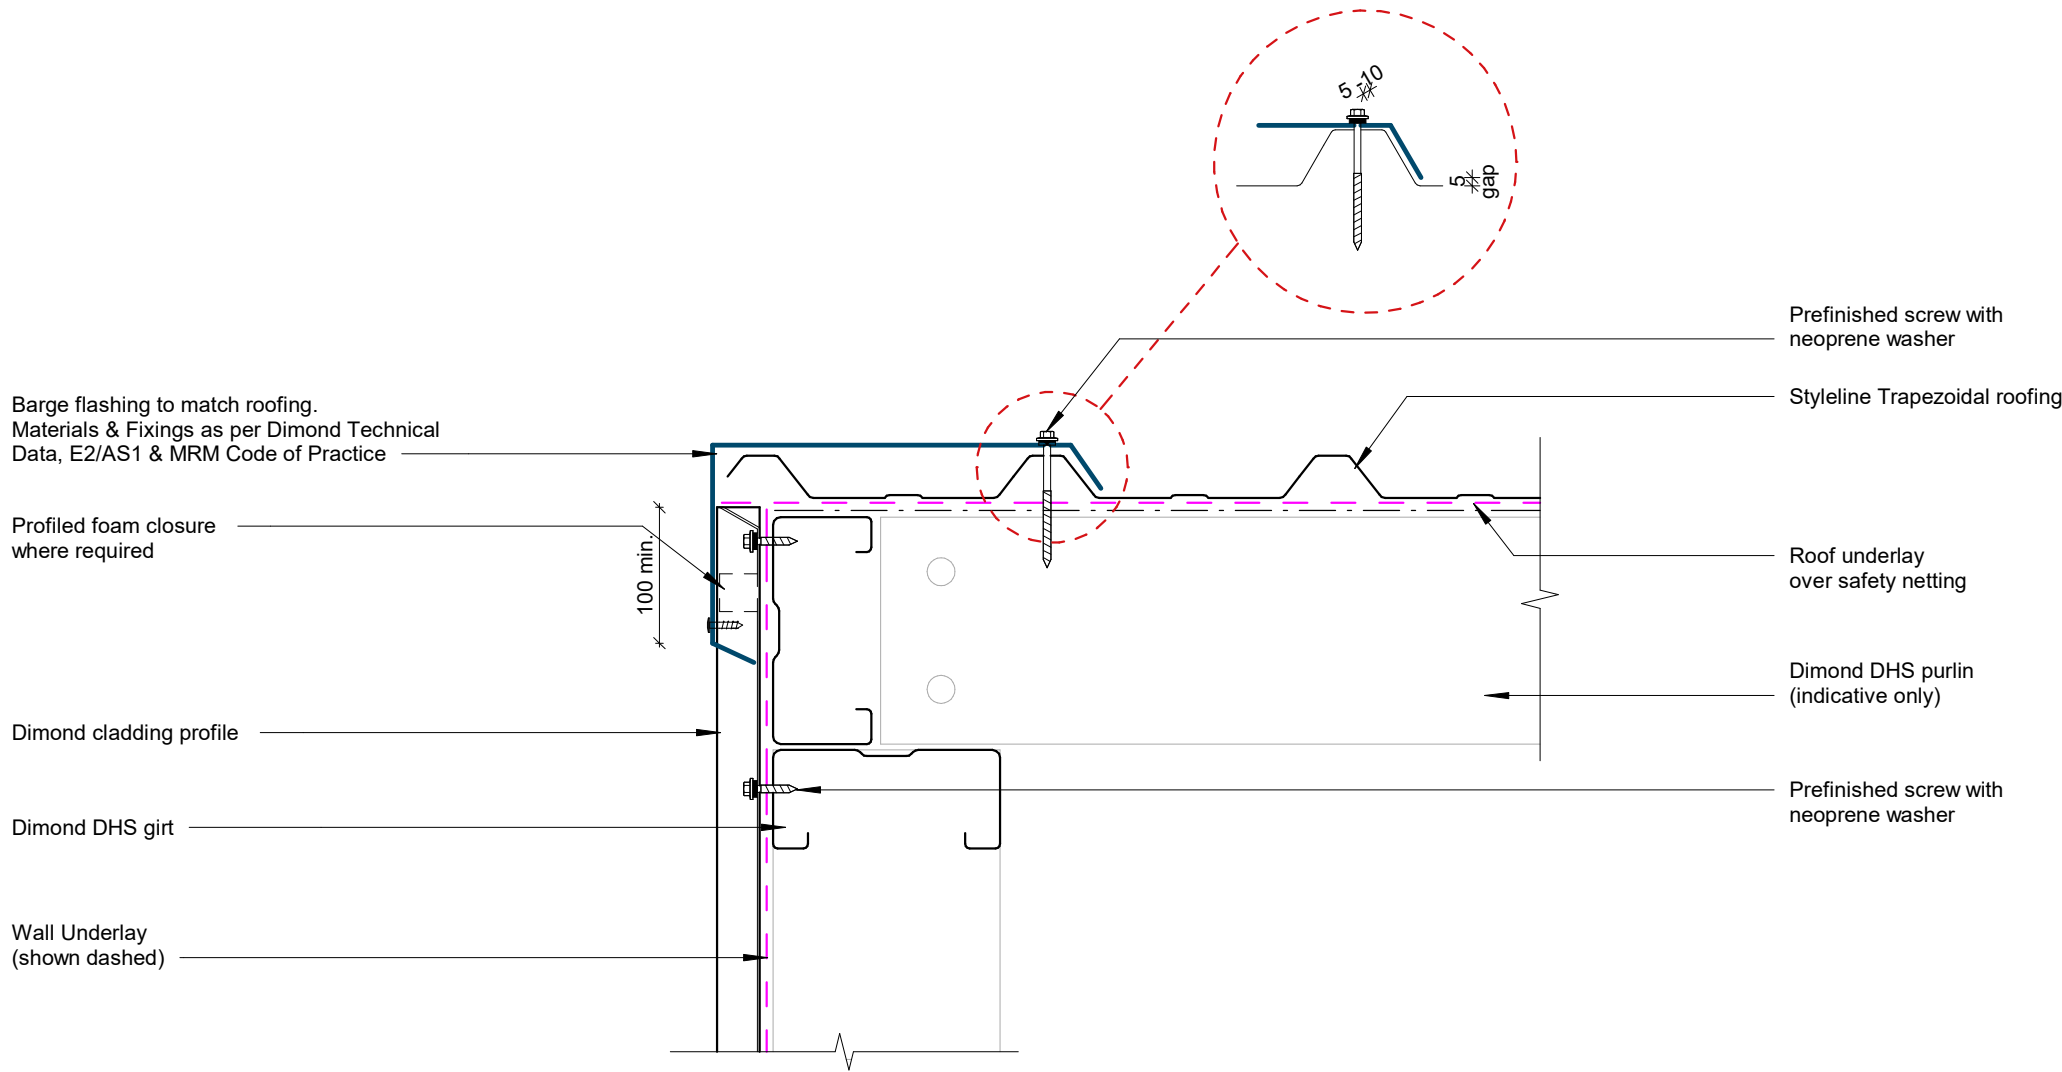 5 -10
5
gap
Prefinished screw with
neoprene washer
Styleline Trapezoidal roofing
Barge flashing to match roofing.
Materials & Fixings as per Dimond Technical
Data, E2/AS1 & MRM Code of Practice
Profiled foam closure
where required
100 min.
Roof underlay
over safety netting
Dimond DHS purlin
(indicative only)
Dimond cladding profile
Prefinished screw with
neoprene washer
Dimond DHS girt
Wall Underlay
(shown dashed)